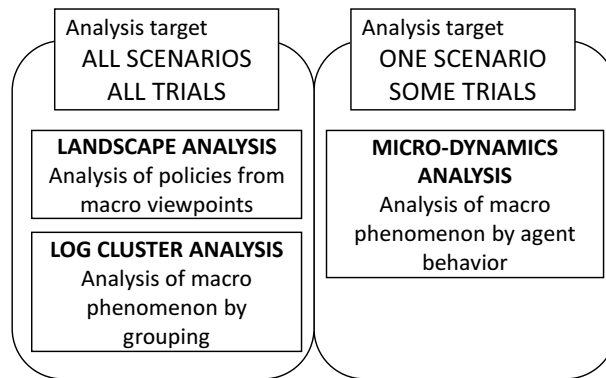 Analysis target
ALL SCENARIOS
ALL TRIALS
LANDSCAPE ANALYSIS
Analysis of policies from
macro viewpoints
LOG CLUSTER ANALYSIS
Analysis of macro
phenomenon by
grouping
Analysis target
ONE SCENARIO
SOME TRIALS
MICRO-DYNAMICS
ANALYSIS
Analysis of macro
phenomenon by agent
behavior